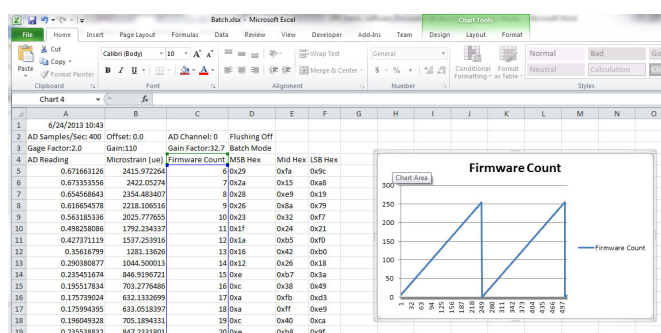 Batch.xlsx - Microsoft Excel
Chart Tools
File Home Insert Page Layout Formulas Data Review View Developer Add-Ins Team Design Layout Format
Cut
Copy
Format Painter
Paste
Calibri (Body) 10
Wrap Text
Merge & Center
General
Conditional Formatting
Format as Table
Normal Bad Go
Neutral Calculation
Clipboard Font Alignment Number Styles
Chart 4 fx
A B C D E F G H I J K L M N O
1 6/24/2013 10:43
2 AD Samples/Sec: 400 Offset: 0.0 AD Channel: 0 Flushing Off
3 Gage Factor:2.0 Gain:110 Gain Factor:32.7 Batch Mode
4 AD Reading Microstrain (ue) Firmware Count MSB Hex Mid Hex LSB Hex
5 0.671663126 2415.972264 6 0x29 0xfa 0x9c
6 0.673353556 2422.05274 7 0x2a 0x15 0xa8
7 0.654568643 2354.483407 8 0x28 0xe9 0x19
8 0.616654578 2218.106516 9 0x26 0x8a 0x79
9 0.563185336 2025.777655 10 0x23 0x32 0xf7
10 0.498258086 1792.234337 11 0x1f 0x24 0x21
11 0.427371119 1537.253916 12 0x1a 0xb5 0xf0
12 0.35616799 1281.13626 13 0x16 0x42 0xb0
13 0.290380877 1044.500013 14 0x12 0x26 0x18
14 0.235451674 846.9196721 15 0xe 0xb7 0x3a
15 0.195517834 703.2776486 16 0xc 0x38 0x49
16 0.175739024 632.1332699 17 0xa 0xfb 0xd3
17 0.175994395 633.0518397 18 0xa 0xff 0xe9
18 0.196049328 705.1894331 19 0xc 0x40 0xca
19 0.235538832 847.2331801 20 0xe 0xb8 0x9f
Firmware Count
Chart Area
300
250
200
150
100
50
0
1 32 63 94 125 156 187 218 249 280 311 342 373 404 435 466 497
Firmware Count